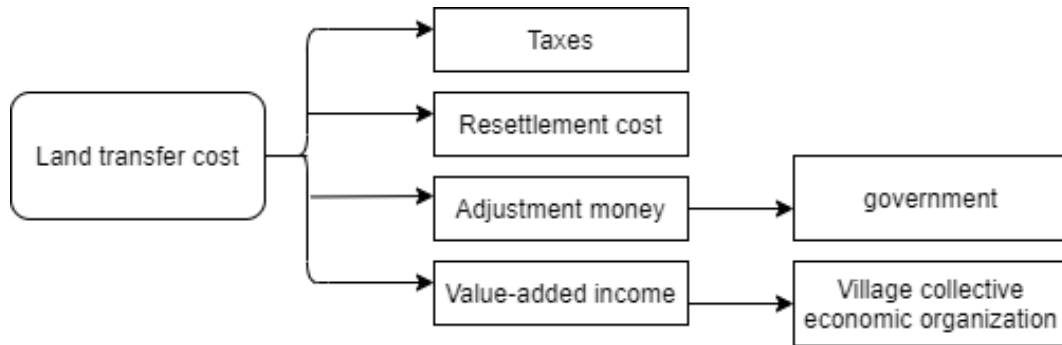 Taxes
Land transfer cost
Resettlement cost
Adjustment money
government
Value-added income
Village collective
economic organization